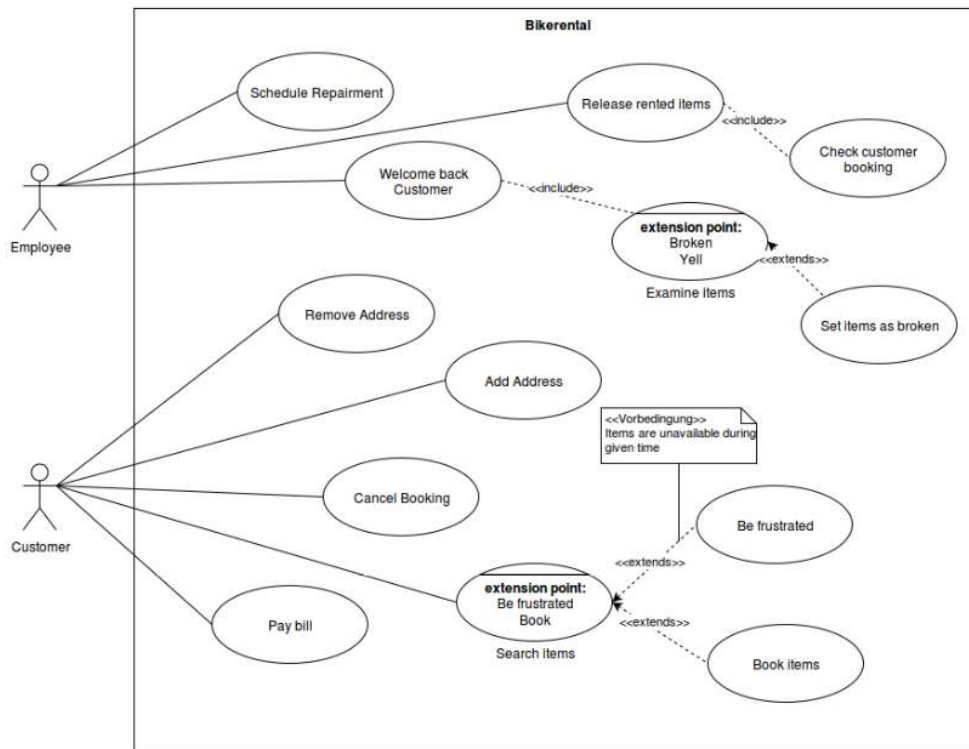 Bikerental
Schedule Repairment
Release rented items
<<include>>
Check customer
booking
Welcome back
Customer
<<include>>
extension point:
Broken
Yell
Examine items
<<extends>>
Set items as broken
Employee
Remove Address
Add Address
<<Vorbedingung>>
Items are unavailable during
given time
Cancel Booking
Customer
Be frustrated
<<extends>>
extension point:
Be frustrated
Book
Search items
<<extends>>
Pay bill
Book items